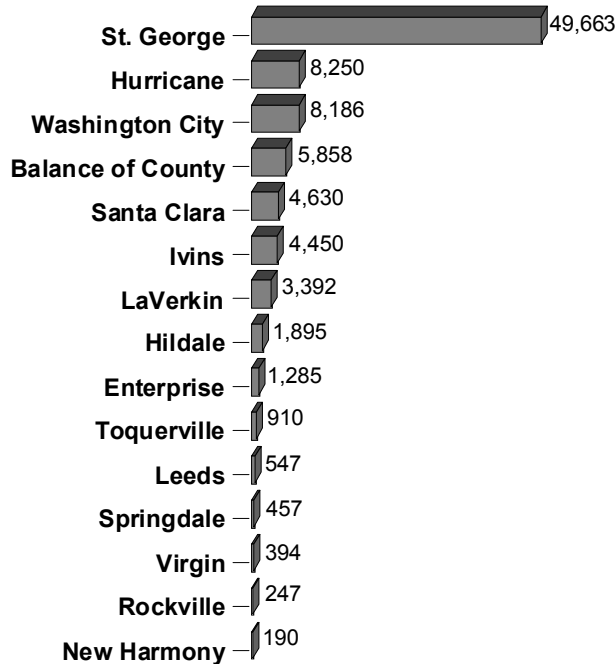 St. George 49,663
Hurricane 8,250
Washington City 8,186
Balance of County 5,858
Santa Clara 4,630
Ivins 4,450
LaVerkin 3,392
Hildale 1,895
Enterprise 1,285
Toquerville 910
Leeds 547
Springdale 457
Virgin 394
Rockville 247
New Harmony 190